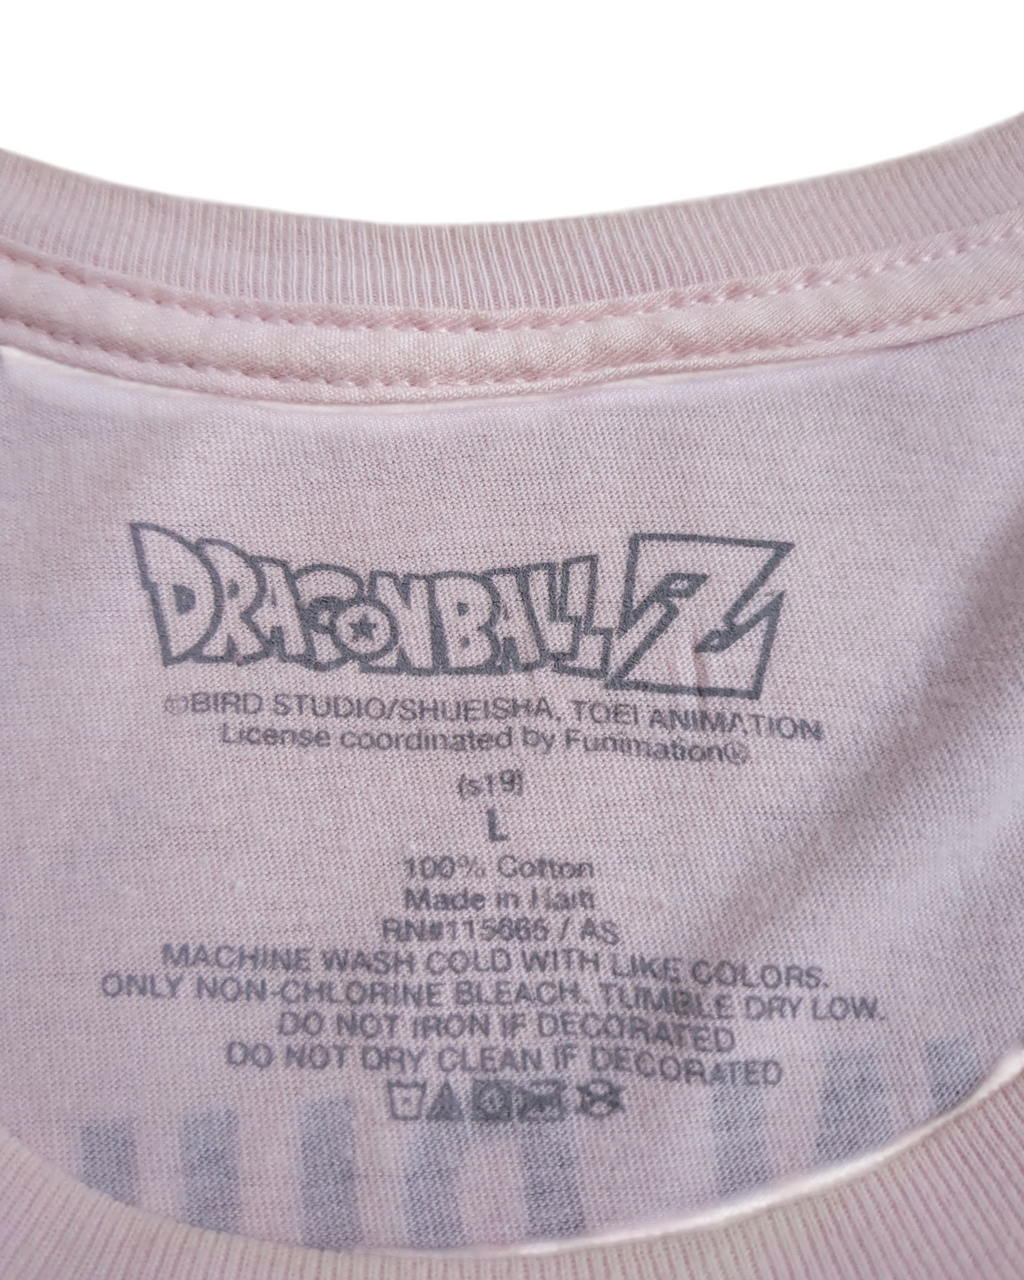 DRAGONBALL Z
©BIRD STUDIO/SHUEISHA, TOEI ANIMATION
License coordinated by Funimation®
(s19)
L
100% Cotton
Made in Haiti
RN#115665 / AS
MACHINE WASH COLD WITH LIKE COLORS.
ONLY NON-CHLORINE BLEACH. TUMBLE DRY LOW.
DO NOT IRON IF DECORATED
DO NOT DRY CLEAN IF DECORATED